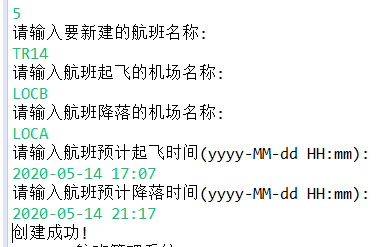 5
请输入要新建的航班名称:
TR14
请输入航班起飞的机场名称:
LOCB
请输入航班降落的机场名称:
LOCA
请输入航班预计起飞时间(yyyy-MM-dd HH:mm):
2020-05-14 17:07
请输入航班预计降落时间(yyyy-MM-dd HH:mm):
2020-05-14 21:17
创建成功!